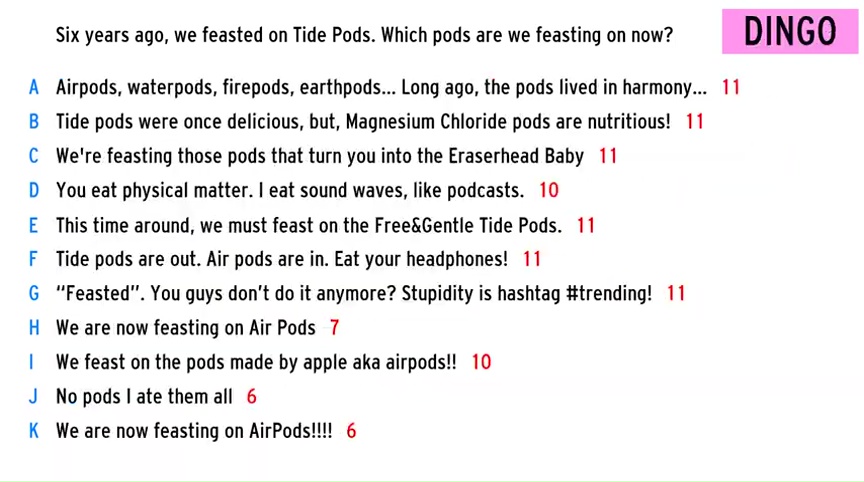 Six years ago, we feasted on Tide Pods. Which pods are we feasting on now?
DINGO
A Airpods, waterpods, firepods, earthpods... Long ago, the pods lived in harmony... 11
B Tide pods were once delicious, but, Magnesium Chloride pods are nutritious! 11
C We're feasting those pods that turn you into the Eraserhead Baby 11
D You eat physical matter. I eat sound waves, like podcasts. 10
E This time around, we must feast on the Free&Gentle Tide Pods. 11
F Tide pods are out. Air pods are in. Eat your headphones! 11
G “Feasted”. You guys don’t do it anymore? Stupidity is hashtag #trending! 11
H We are now feasting on Air Pods 7
I We feast on the pods made by apple aka airpods!! 10
J No pods I ate them all 6
K We are now feasting on AirPods!!!! 6